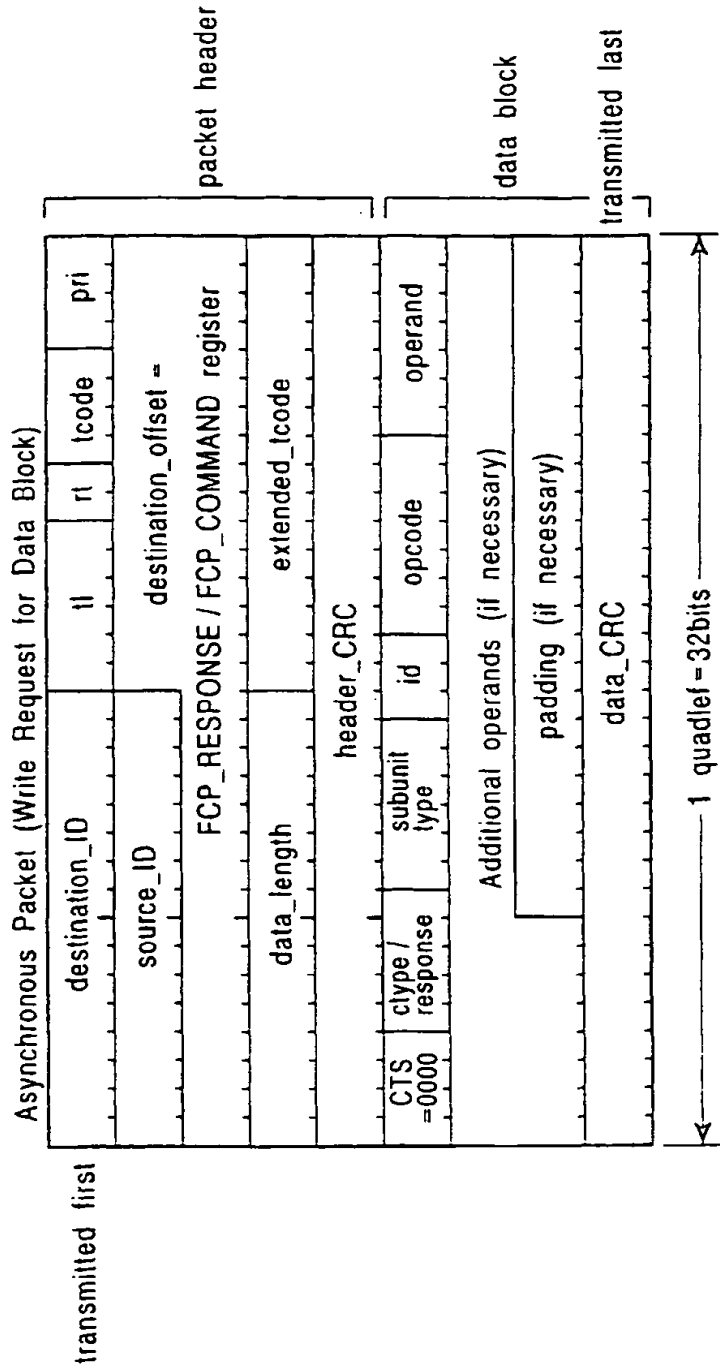 Asynchronous Packet (Write Request for Data Block)
transmitted first
destination_ID
tl
rt
tcode
pri
source_ID
destination_offset =
FCP_RESPONSE / FCP_COMMAND register
data_length
extended_tcode
header_CRC
packet header
CTS
=0000
ctype /
response
subunit
type
id
opcode
operand
Additional operands (if necessary)
padding (if necessary)
data_CRC
data block
transmitted last
1 quadlef = 32bits